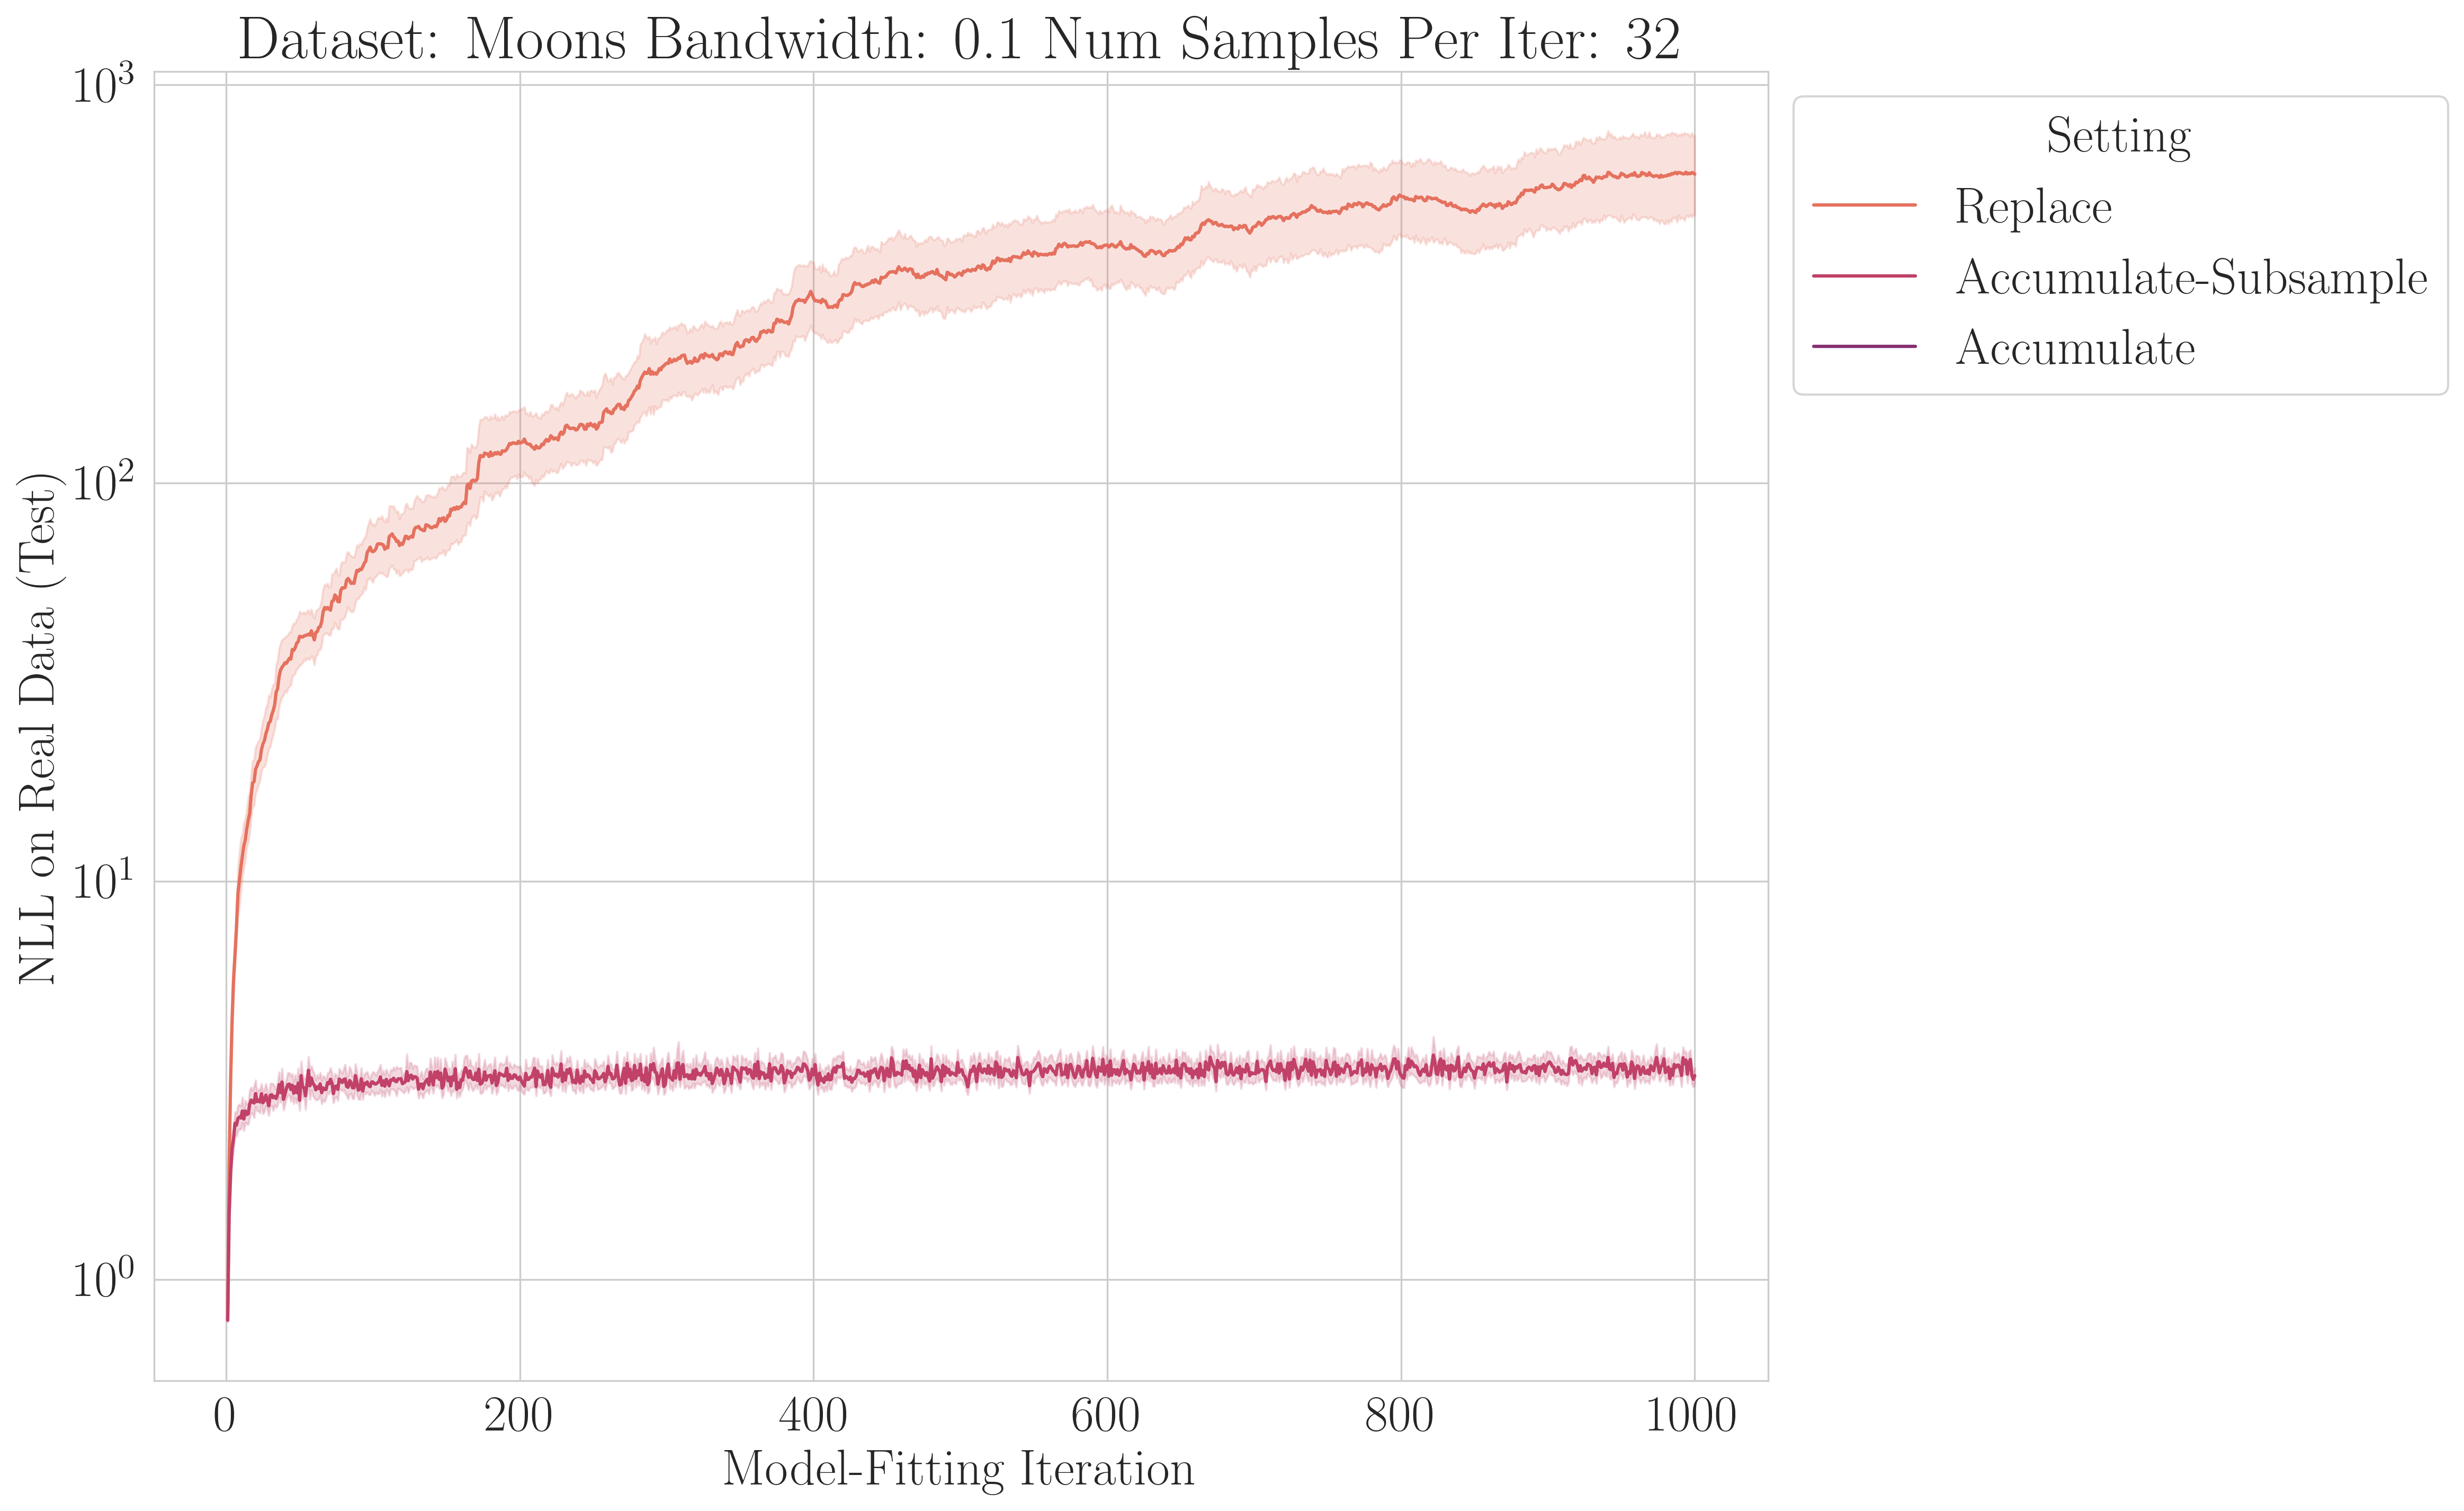 Dataset: Moons Bandwidth: 0.1 Num Samples Per Iter: 32
NLL on Real Data (Test)
10³
10²
10¹
10⁰
0 200 400 600 800 1000
Model-Fitting Iteration
Setting
Replace
Accumulate-Subsample
Accumulate